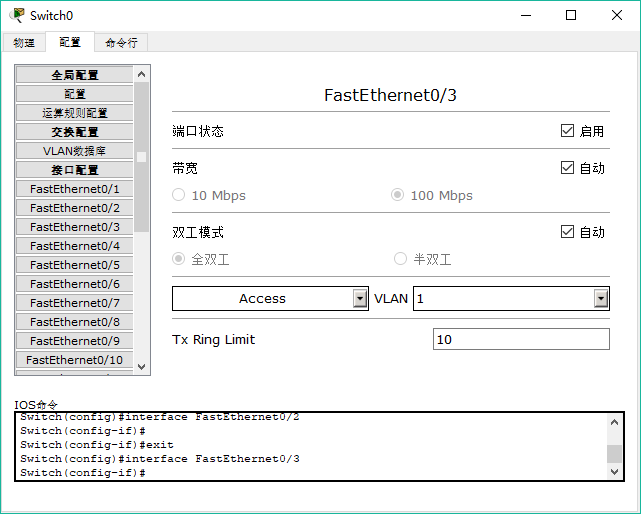 Switch0
物理 配置 命令行
全局配置
配置
运算规则配置
交换配置
VLAN数据库
接口配置
FastEthernet0/1
FastEthernet0/2
FastEthernet0/3
FastEthernet0/4
FastEthernet0/5
FastEthernet0/6
FastEthernet0/7
FastEthernet0/8
FastEthernet0/9
FastEthernet0/10
FastEthernet0/3
端口状态 启用
带宽 自动
10 Mbps 100 Mbps
双工模式 自动
全双工 半双工
Access VLAN 1
Tx Ring Limit 10
IOS命令
Switch(config)#interface FastEthernet0/2
Switch(config-if)#
Switch(config-if)#exit
Switch(config)#interface FastEthernet0/3
Switch(config-if)#